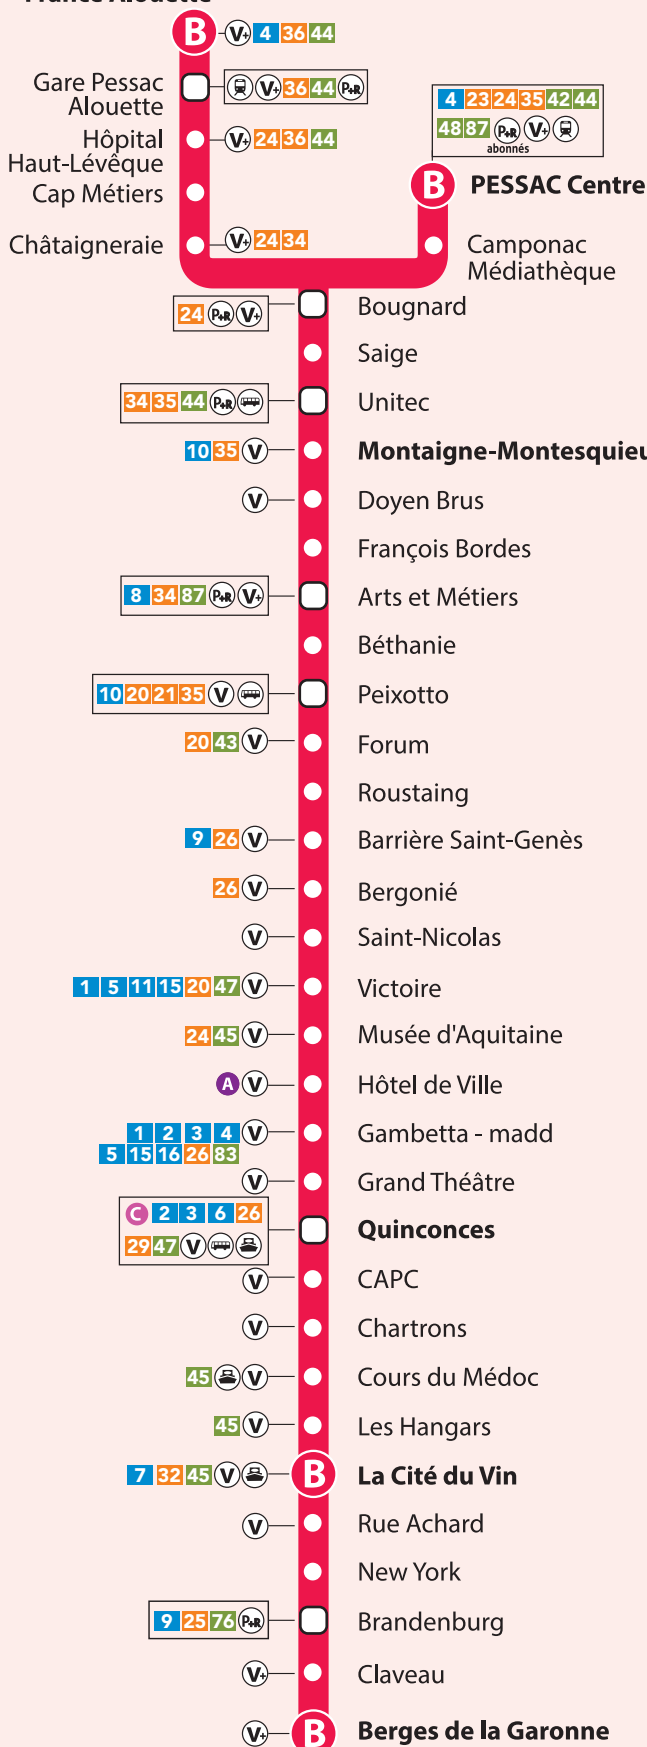 France Alouette
B V+ 4 36 44
Gare Pessac
Alouette
V+ 36 44 P+R
Hôpital
Haut-Lévêque
V+ 24 36 44
Cap Métiers
Châtaigneraie
V+ 24 34
4 23 24 35 42 44
48 87 P+R V+
abonnés
B PESSAC Centre
Camponac
Médiathèque
24 P+R V+ Bougnard
Saige
34 35 44 P+R Unitec
10 35 V Montaigne-Montesquieu
V Doyen Brus
François Bordes
8 34 87 P+R V+ Arts et Métiers
Béthanie
10 20 21 35 V Peixotto
20 43 V Forum
Roustaing
9 26 V Barrière Saint-Genès
26 V Bergonié
V Saint-Nicolas
1 5 11 15 20 47 V Victoire
24 45 V Musée d'Aquitaine
A V Hôtel de Ville
1 2 3 4 V Gambetta - madd
5 15 16 26 83
V Grand Théâtre
C 2 3 6 26
29 47 V
Quinconces
V CAPC
V Chartrons
45 V Cours du Médoc
45 V Les Hangars
7 32 45 V B La Cité du Vin
V Rue Achard
New York
9 25 76 P+R Brandenburg
V+ Claveau
V+ B Berges de la Garonne